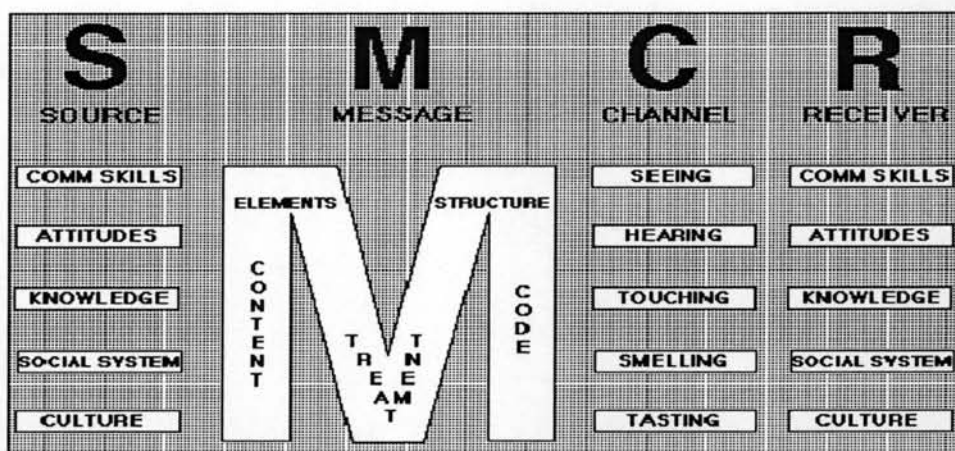 S M C R
SOURCE MESSAGE CHANNEL RECEIVER
COMM SKILLS
ATTITUDES
KNOWLEDGE
SOCIAL SYSTEM
CULTURE
ELEMENTS STRUCTURE
CONTENT
TREATMENT
CODE
SEEING
HEARING
TOUCHING
SMELLING
TASTING
COMM SKILLS
ATTITUDES
KNOWLEDGE
SOCIAL SYSTEM
CULTURE